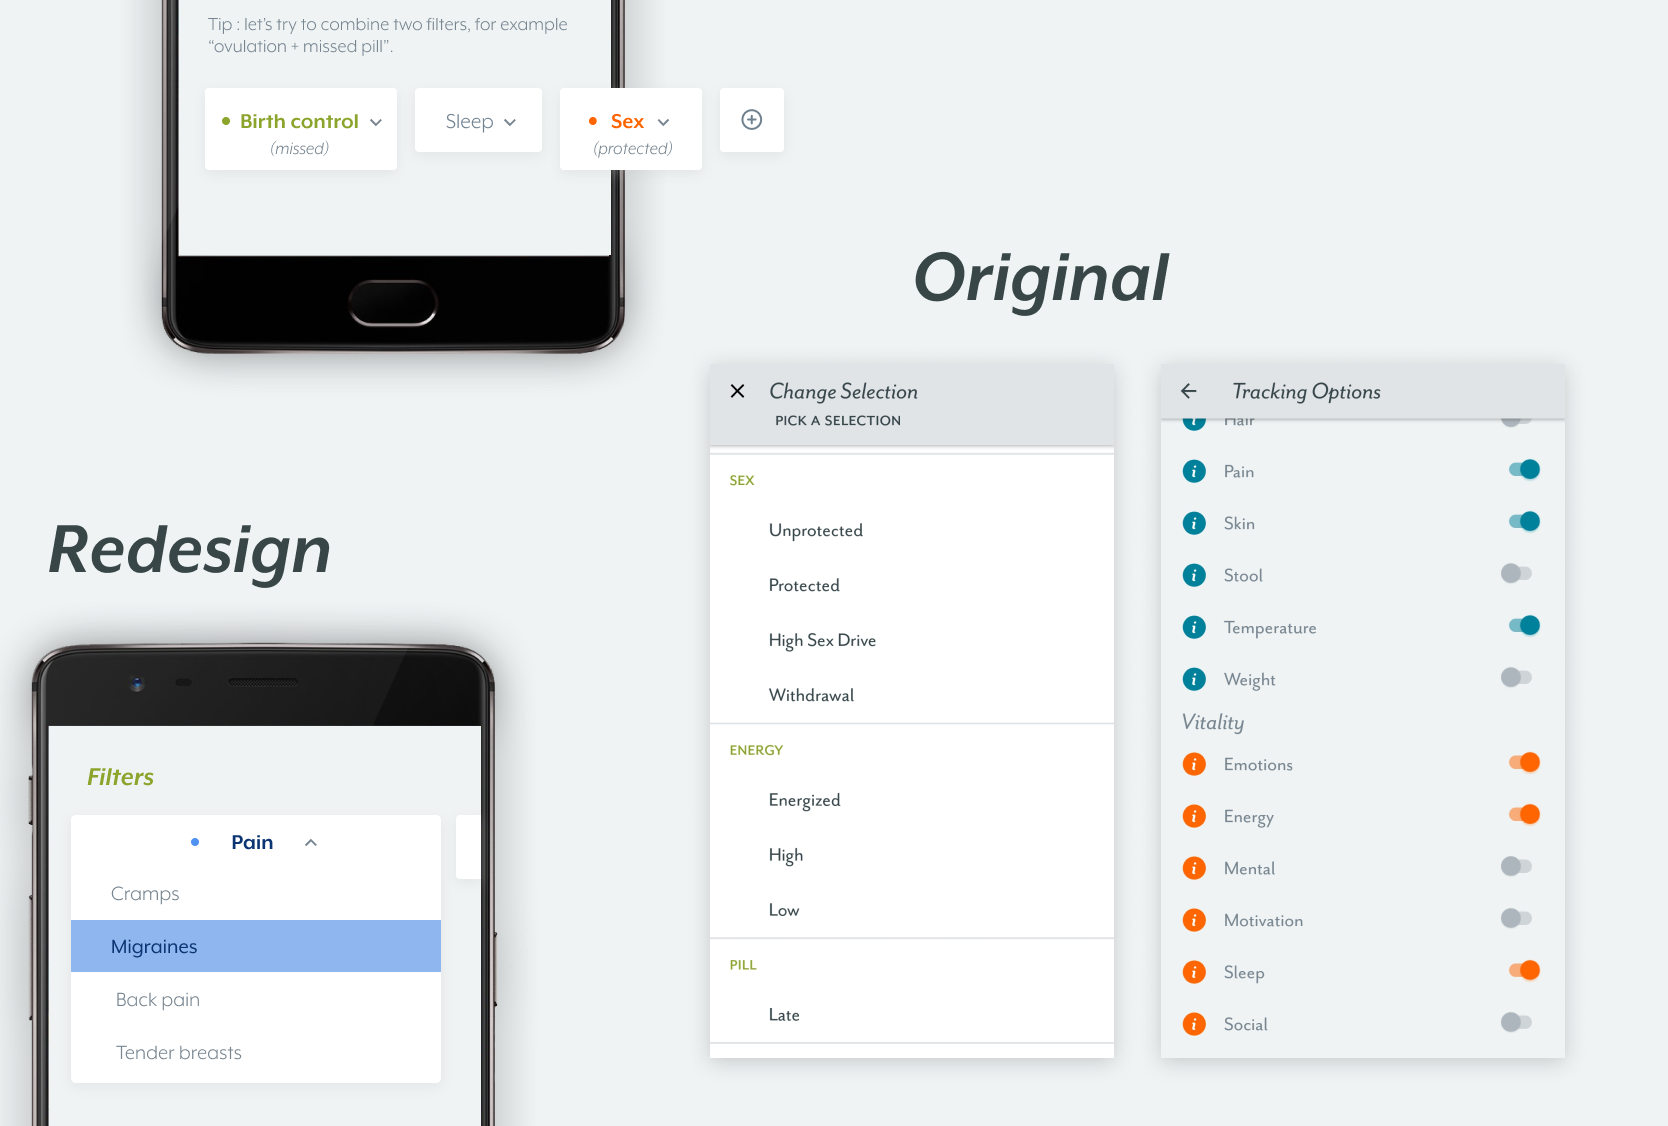 Tip : let's try to combine two filters, for example
“ovulation + missed pill”.
Birth control
(missed)
Sleep
Sex
(protected)
Original
Redesign
Filters
Pain
Cramps
Migraines
Back pain
Tender breasts
Change Selection
PICK A SELECTION
SEX
Unprotected
Protected
High Sex Drive
Withdrawal
ENERGY
Energized
High
Low
PILL
Late
Tracking Options
Hair
Pain
Skin
Stool
Temperature
Weight
Vitality
Emotions
Energy
Mental
Motivation
Sleep
Social